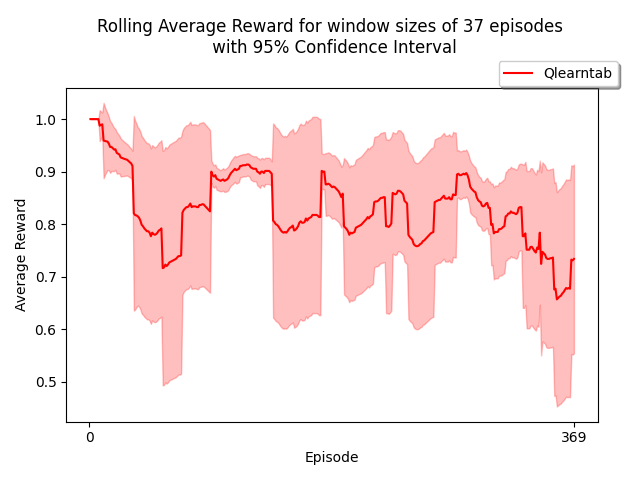 Rolling Average Reward for window sizes of 37 episodes
with 95% Confidence Interval
Qlearntab
1.0
0.9
0.8
0.7
0.6
0.5
Average Reward
0
369
Episode